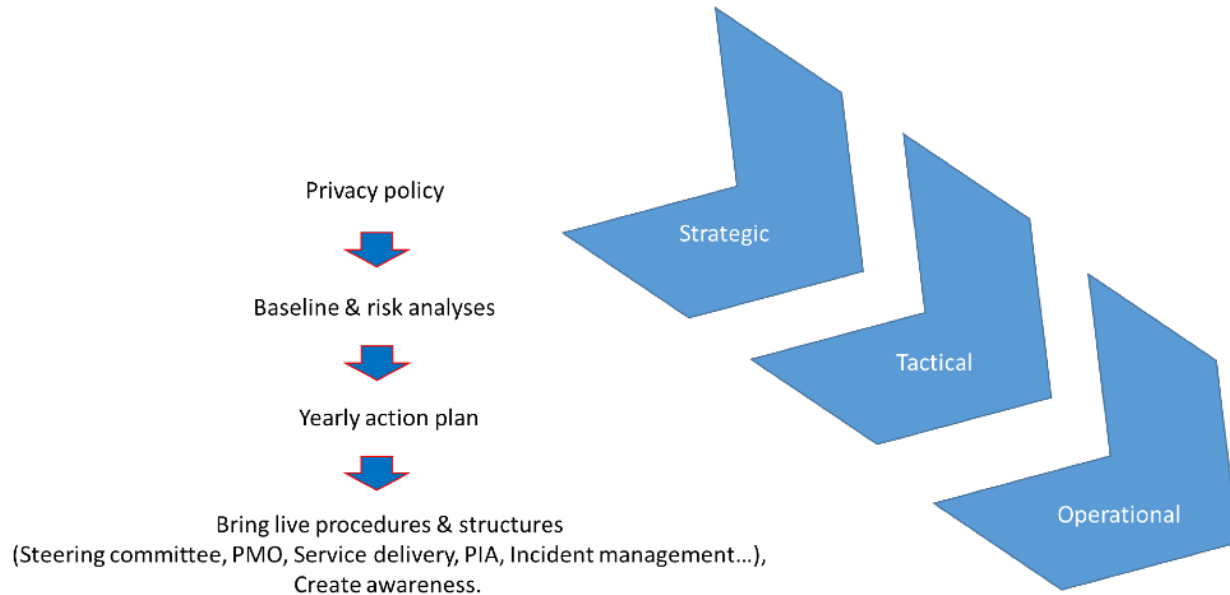 Privacy policy
Strategic
Baseline & risk analyses
Tactical
Yearly action plan
Operational
Bring live procedures & structures
(Steering committee, PMO, Service delivery, PIA, Incident management...),
Create awareness.